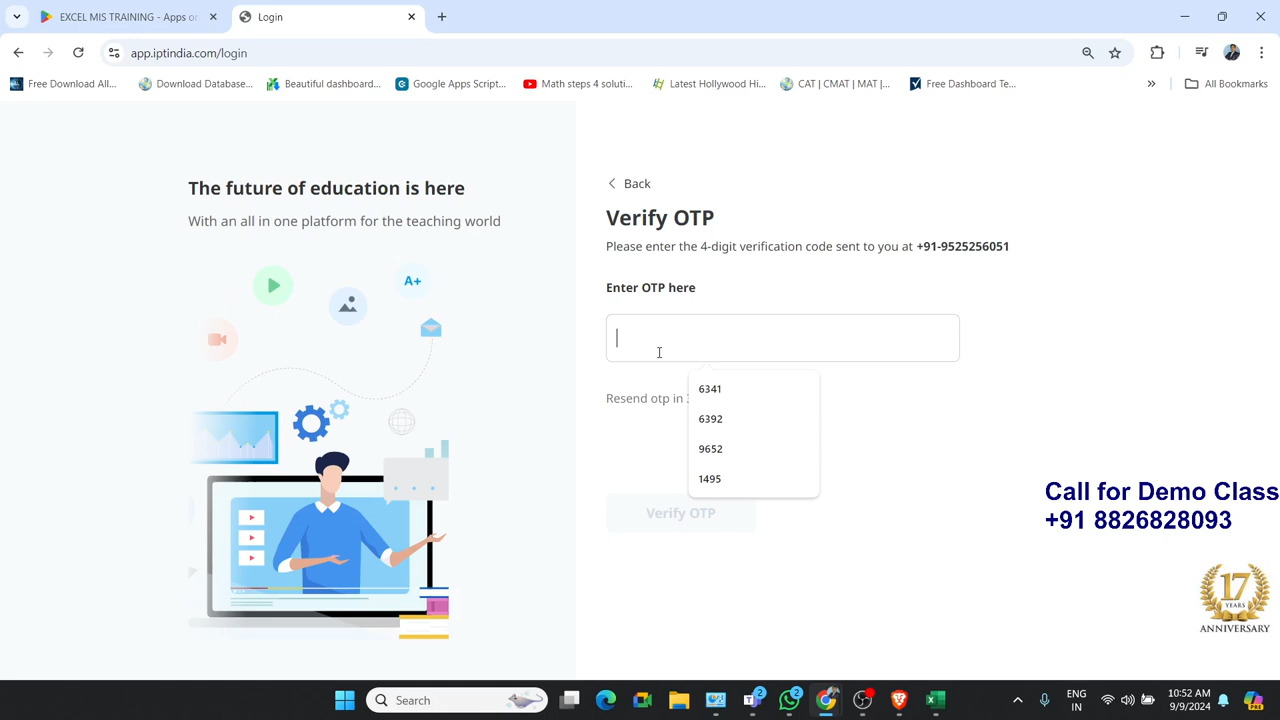 EXCEL MIS TRAINING - Apps on
Login
app.iptindia.com/login
Free Download All...
Download Database...
Beautiful dashboard...
Google Apps Script...
Math steps 4 soluti...
Latest Hollywood Hi...
CAT | CMAT | MAT |...
Free Dashboard Te...
»
All Bookmarks
The future of education is here
With an all in one platform for the teaching world
A+
Back
Verify OTP
Please enter the 4-digit verification code sent to you at +91-9525256051
Enter OTP here
6341
6392
9652
1495
Resend otp in
Verify OTP
Call for Demo Class
+91 8826828093
17
YEARS
ANNIVERSARY
Search
2
2
ENG
IN
10:52 AM
9/9/2024